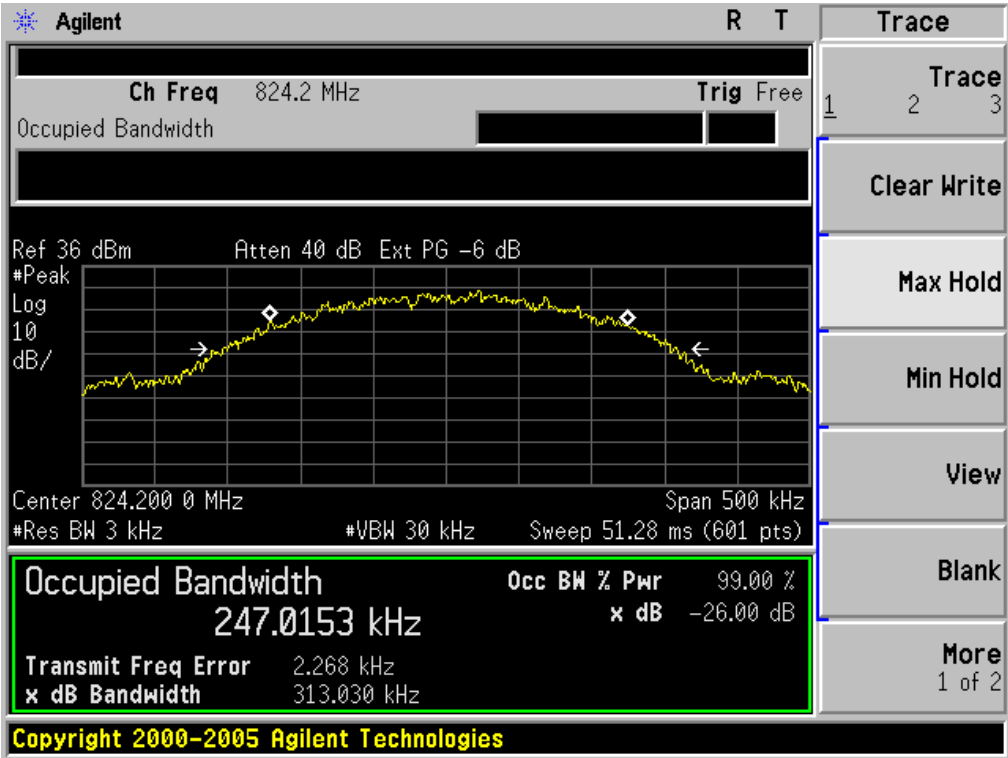 Agilent R T Trace
Ch Freq 824.2 MHz Trig Free
Occupied Bandwidth
Trace
1 2 3
Clear Write
Max Hold
Min Hold
View
Blank
More
1 of 2
Ref 36 dBm Atten 40 dB Ext PG -6 dB
#Peak
Log
10
dB/
Center 824.200 0 MHz Span 500 kHz
#Res BW 3 kHz #VBW 30 kHz Sweep 51.28 ms (601 pts)
Occupied Bandwidth Occ BW % Pwr 99.00 %
247.0153 kHz x dB -26.00 dB
Transmit Freq Error 2.268 kHz
x dB Bandwidth 313.030 kHz
Copyright 2000-2005 Agilent Technologies